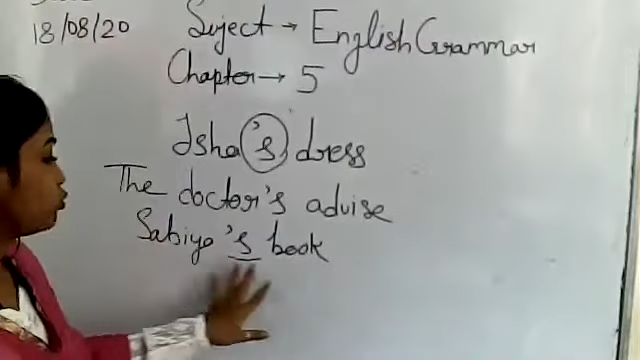 18/08/20
Suject → English Grammar
Chapter → 5
Isha's dress
The doctor's advise
Sabiya's book